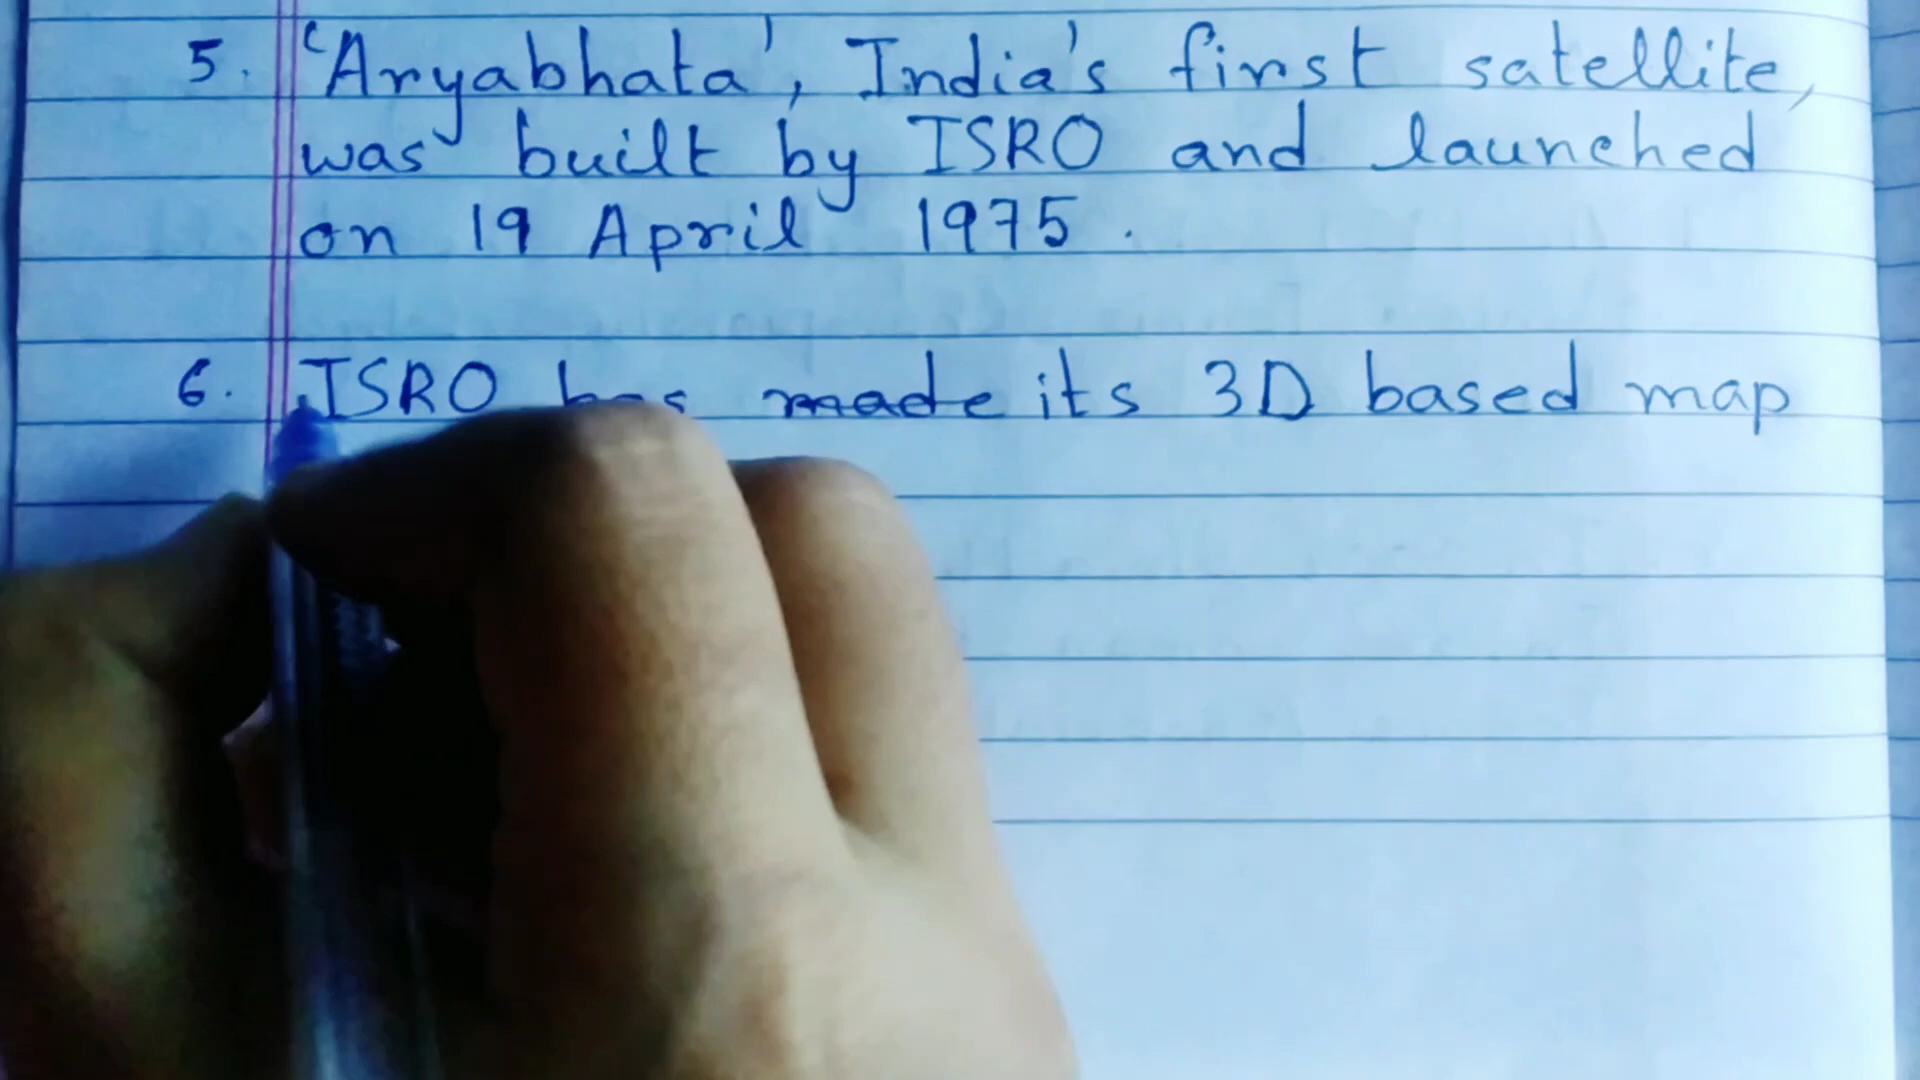 5. 'Aryabhata', India's first satellite,
was built by ISRO and launched
on 19 April 1975.
6. ISRO has made its 3D based map